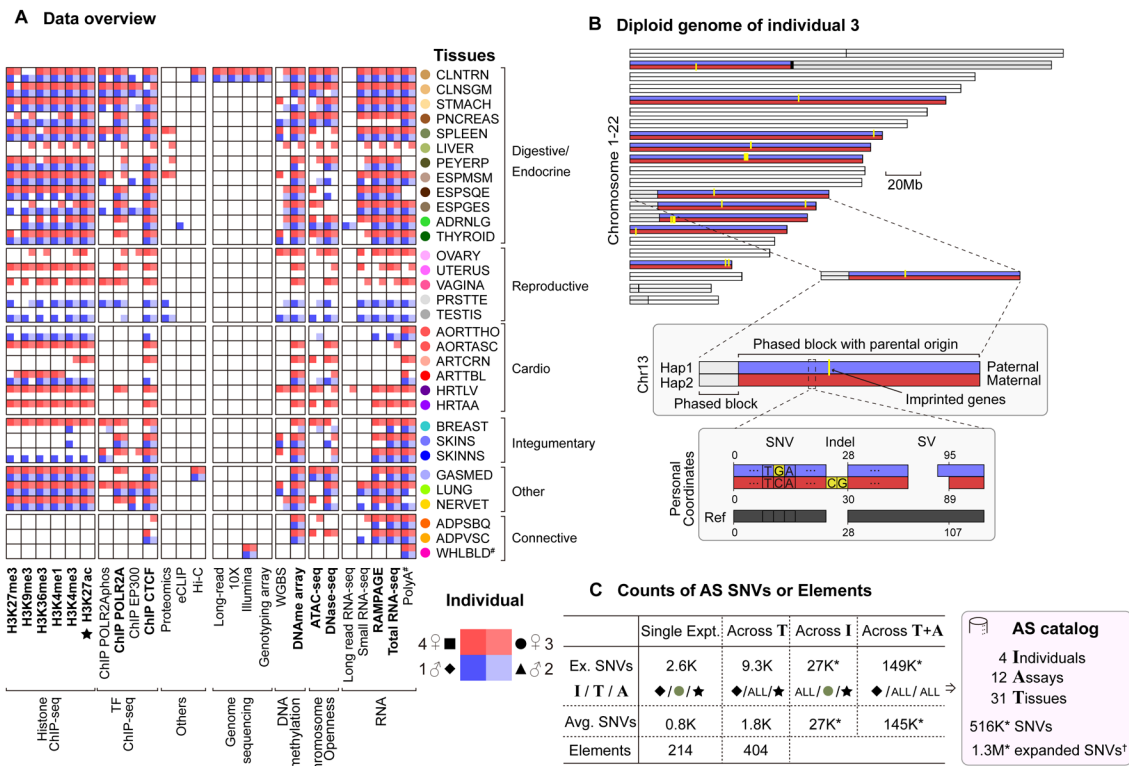 A Data overview
Tissues
CLNTRN
CLNSGM
STMACH
PNCREAS
SPLEEN
LIVER
PEYERP
ESPMSM
ESPSQE
ESPGES
ADRNLG
THYROID
Digestive/
Endocrine
OVARY
UTERUS
VAGINA
PRSTTE
TESTIS
Reproductive
AORTTHO
AORTASC
ARTCRN
ARTTBL
HRTLV
HRTAA
Cardio
BREAST
SKINS
SKINNS
Integumentary
GASMED
LUNG
NERVET
Other
ADPSBQ
ADPVSC
WHLBLD#
Connective
H3K27me3
H3K9me3
H3K36me3
H3K4me1
H3K4me3
★ H3K27ac
ChIP POLR2Aphos
ChIP POLR2A
ChIP EP300
ChIP CTCF
Proteomics
eCLIP
Hi-C
Long-read
10X
Illumina
Genotyping array
WGBS
DNAme array
ATAC-seq
DNase-seq
Long read RNA-seq
Small RNA-seq
RAMPAGE
Total RNA-seq
PolyA#
Histone
ChIP-seq
TF
ChIP-seq
Others
Genome
sequencing
DNA
methylation
Chromosome
Openness
RNA
Individual
4 ♀ ■ ● ♀ 3
1 ♂ ◆ ▲ ♂ 2
B Diploid genome of individual 3
Chromosome 1-22
20Mb
Chr13
Phased block with parental origin
Hap1
Hap2
Paternal
Maternal
Phased block
Imprinted genes
Personal
Coordinates
SNV Indel SV
0 28 95
··· T G A ··· ···
··· T C A ··· C G ···
0 30 89
Ref
0 28 107
C Counts of AS SNVs or Elements
Single Expt. Across T Across I Across T+A
Ex. SNVs 2.6K 9.3K 27K* 149K*
I / T / A ◆/●/★ ◆/ALL/★ ALL/●/★ ◆/ALL/ALL ⇒
Avg. SNVs 0.8K 1.8K 27K* 145K*
Elements 214 404
AS catalog
4 Individuals
12 Assays
31 Tissues
516K* SNVs
1.3M* expanded SNVs†